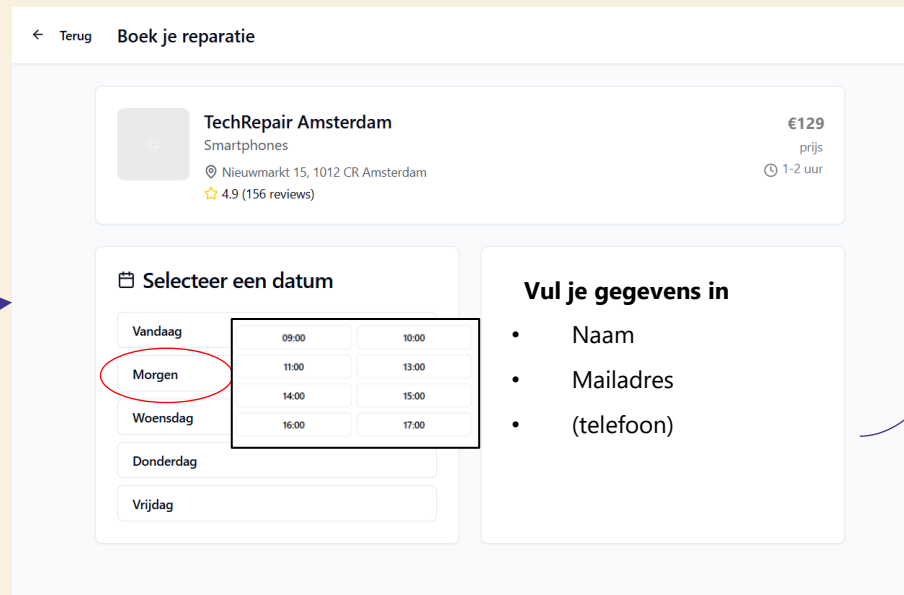 Terug
Boek je reparatie
TechRepair Amsterdam
Smartphones
Nieuwmarkt 15, 1012 CR Amsterdam
4.9 (156 reviews)
€129
prijs
1-2 uur
Selecteer een datum
Vandaag
Morgen
Woensdag
Donderdag
Vrijdag
09:00 10:00
11:00 13:00
14:00 15:00
16:00 17:00
Vul je gegevens in
• Naam
• Mailadres
• (telefoon)